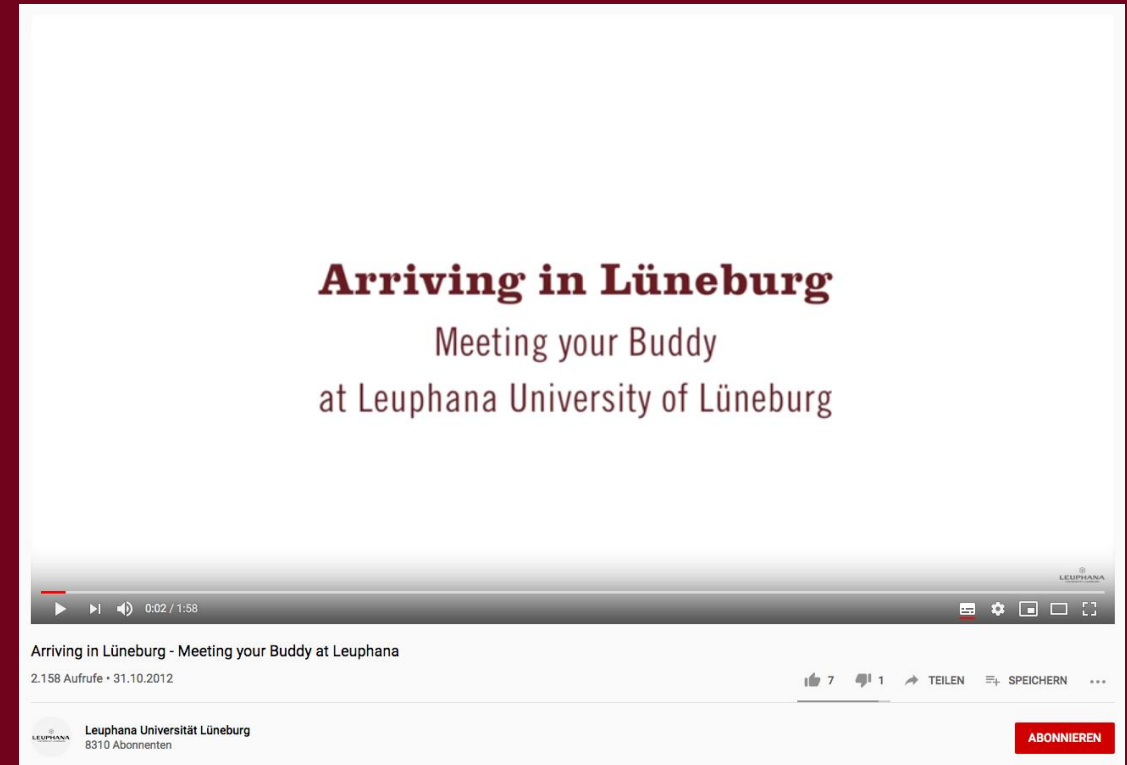 Arriving in Lüneburg
Meeting your Buddy
at Leuphana University of Lüneburg
LEUPHANA
0:02 / 1:58
Arriving in Lüneburg - Meeting your Buddy at Leuphana
2.158 Aufrufe • 31.10.2012
7
1
TEILEN
SPEICHERN
LEUPHANA
Leuphana Universität Lüneburg
8310 Abonnenten
ABONNIEREN